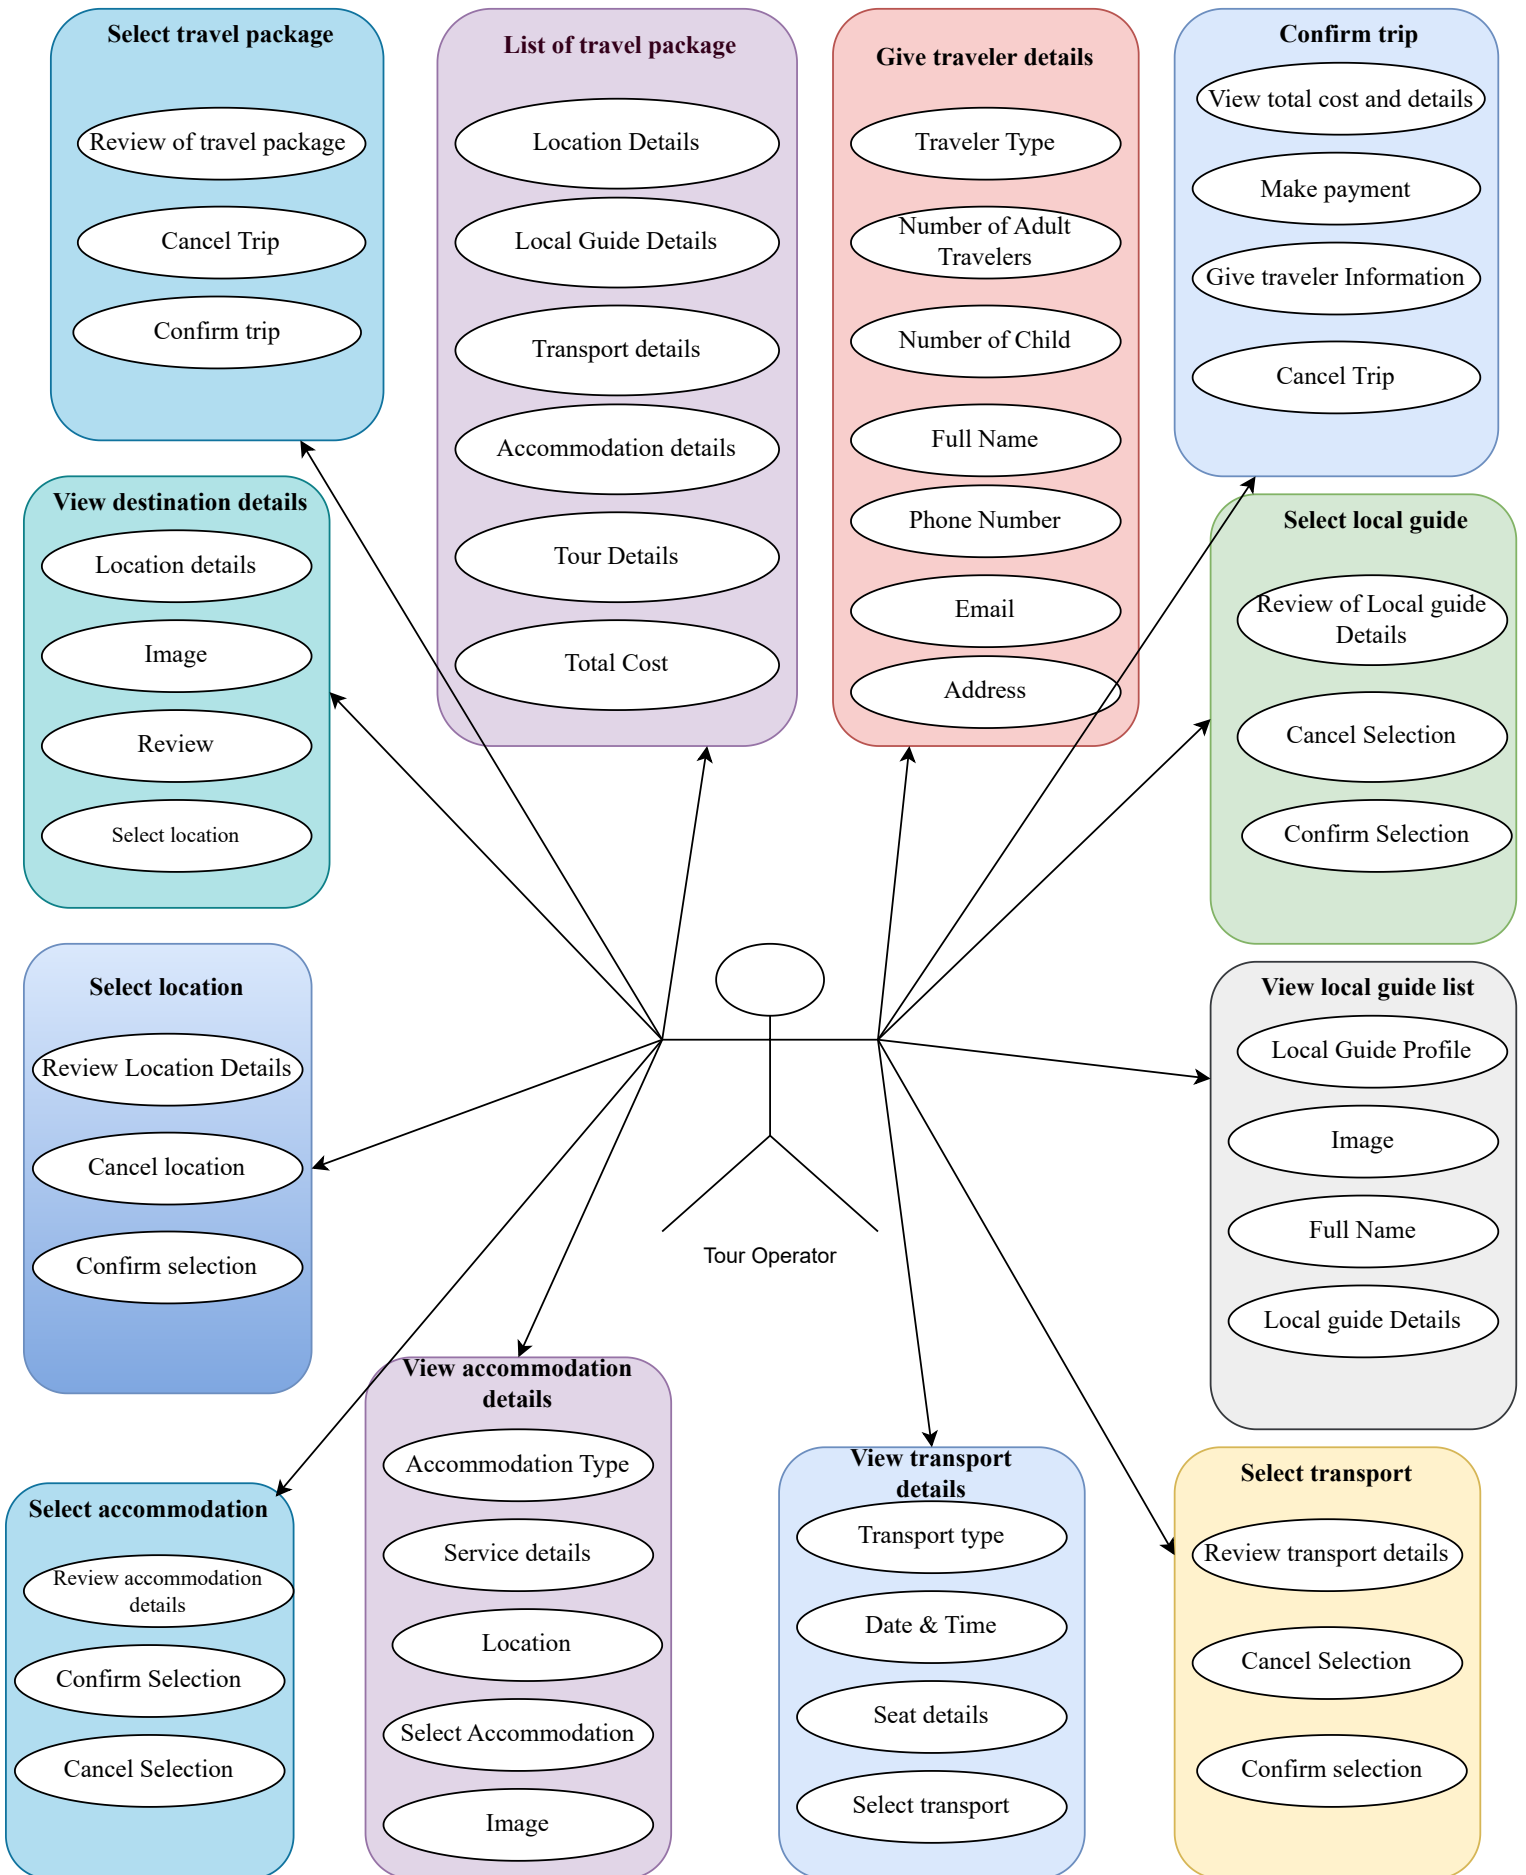 Select travel package
Review of travel package
Cancel Trip
Confirm trip
List of travel package
Location Details
Local Guide Details
Transport details
Accommodation details
Tour Details
Total Cost
Give traveler details
Traveler Type
Number of Adult
Travelers
Number of Child
Full Name
Phone Number
Email
Address
Confirm trip
View total cost and details
Make payment
Give traveler Information
Cancel Trip
View destination details
Location details
Image
Review
Select location
Select local guide
Review of Local guide
Details
Cancel Selection
Confirm Selection
Select location
Review Location Details
Cancel location
Confirm selection
Tour Operator
View local guide list
Local Guide Profile
Image
Full Name
Local guide Details
Select accommodation
Review accommodation
details
Confirm Selection
Cancel Selection
View accommodation
details
Accommodation Type
Service details
Location
Select Accommodation
Image
View transport
details
Transport type
Date & Time
Seat details
Select transport
Select transport
Review transport details
Cancel Selection
Confirm selection